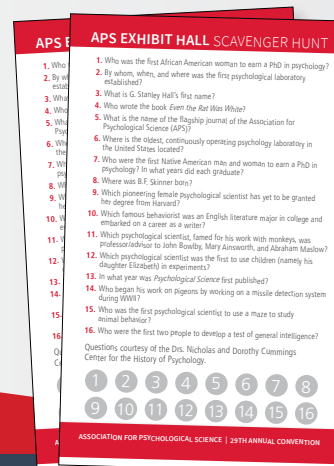 APS EXHIBIT HALL SCAVENGER HUNT
1. Who was the first African American woman to earn a PhD in psychology?
2. By whom, when, and where was the first psychological laboratory
established?
3. What is G. Stanley Hall's first name?
4. Who wrote the book Even the Rat Was White?
5. What is the name of the flagship journal of the Association for
Psychological Science (APS)?
6. Where is the oldest, continuously operating psychology laboratory in
the United States located?
7. Who were the first Native American man and woman to earn a PhD in
psychology? In what years did each graduate?
8. Where was B.F. Skinner born?
9. Which pioneering female psychological scientist has yet to be granted
her degree from Harvard?
10. Which famous behaviorist was an English literature major in college and
embarked on a career as a writer?
11. Which psychological scientist, famed for his work with monkeys, was
professor/advisor to John Bowlby, Mary Ainsworth, and Abraham Maslow?
12. Which psychological scientist was the first to use children (namely his
daughter Elizabeth) in experiments?
13. In what year was Psychological Science first published?
14. Who began his work on pigeons by working on a missile detection system
during WWII?
15. Who was the first psychological scientist to use a maze to study
animal behavior?
16. Who were the first two people to develop a test of general intelligence?
Questions courtesy of the Drs. Nicholas and Dorothy Cummings
Center for the History of Psychology.
1 2 3 4 5 6 7 8
9 10 11 12 13 14 15 16
ASSOCIATION FOR PSYCHOLOGICAL SCIENCE | 29TH ANNUAL CONVENTION